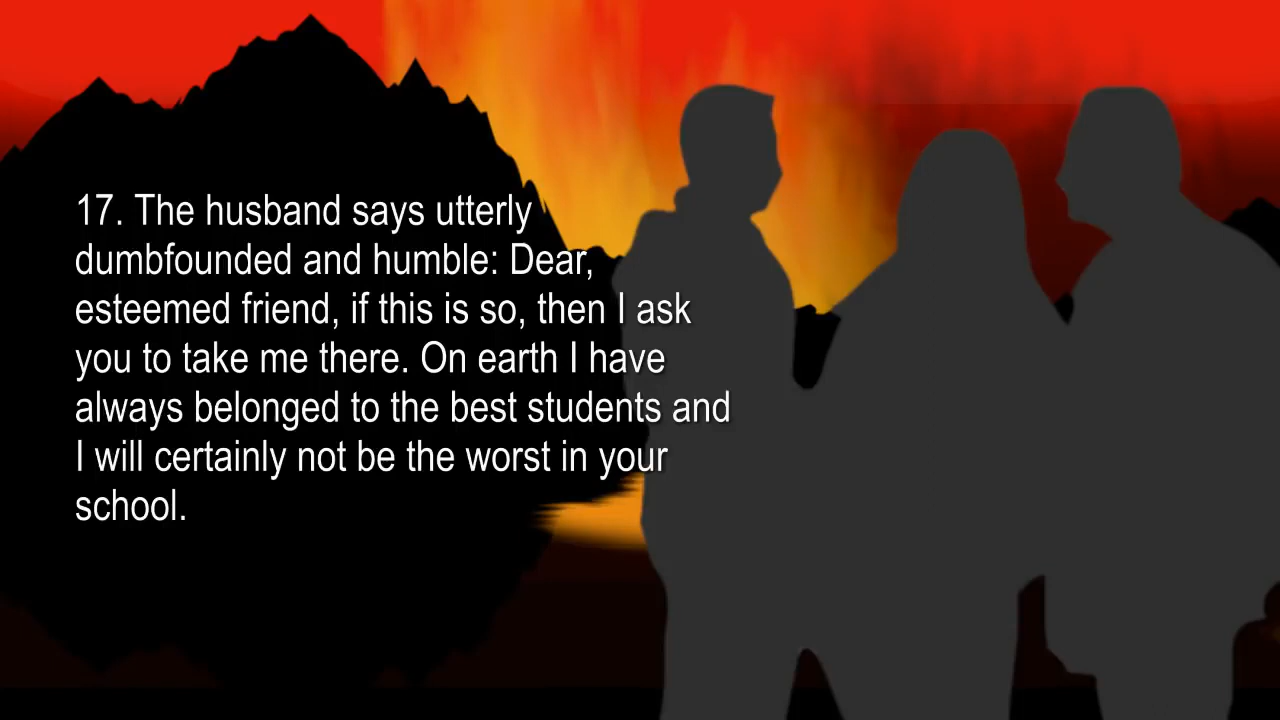 17. The husband says utterly
dumbfounded and humble: Dear,
esteemed friend, if this is so, then I ask
you to take me there. On earth I have
always belonged to the best students and
I will certainly not be the worst in your
school.